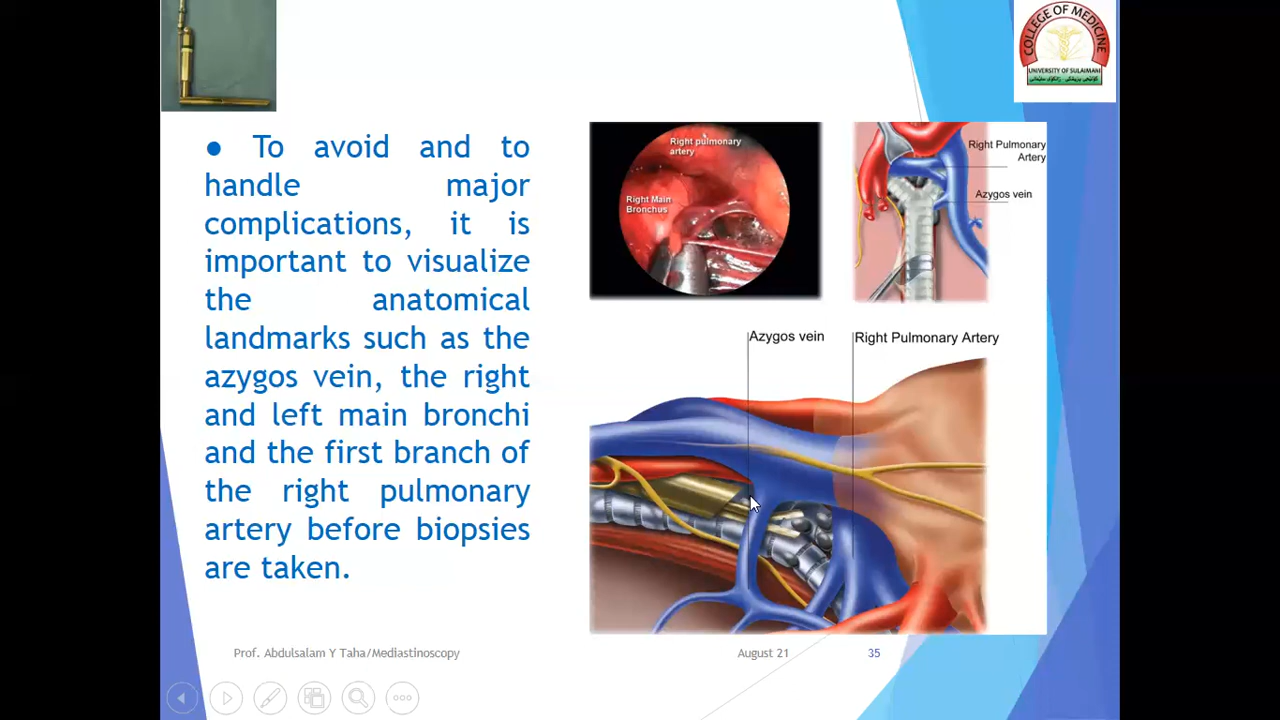 COLLEGE OF MEDICINE
UNIVERSITY OF SULAIMANI
● To avoid and to
handle major
complications, it is
important to visualize
the anatomical
landmarks such as the
azygos vein, the right
and left main bronchi
and the first branch of
the right pulmonary
artery before biopsies
are taken.
Right pulmonary
artery
Right Main
Bronchus
Right Pulmonary
Artery
Azygos vein
Azygos vein
Right Pulmonary Artery
Prof. Abdulsalam Y Taha/Mediastinoscopy
August 21
35